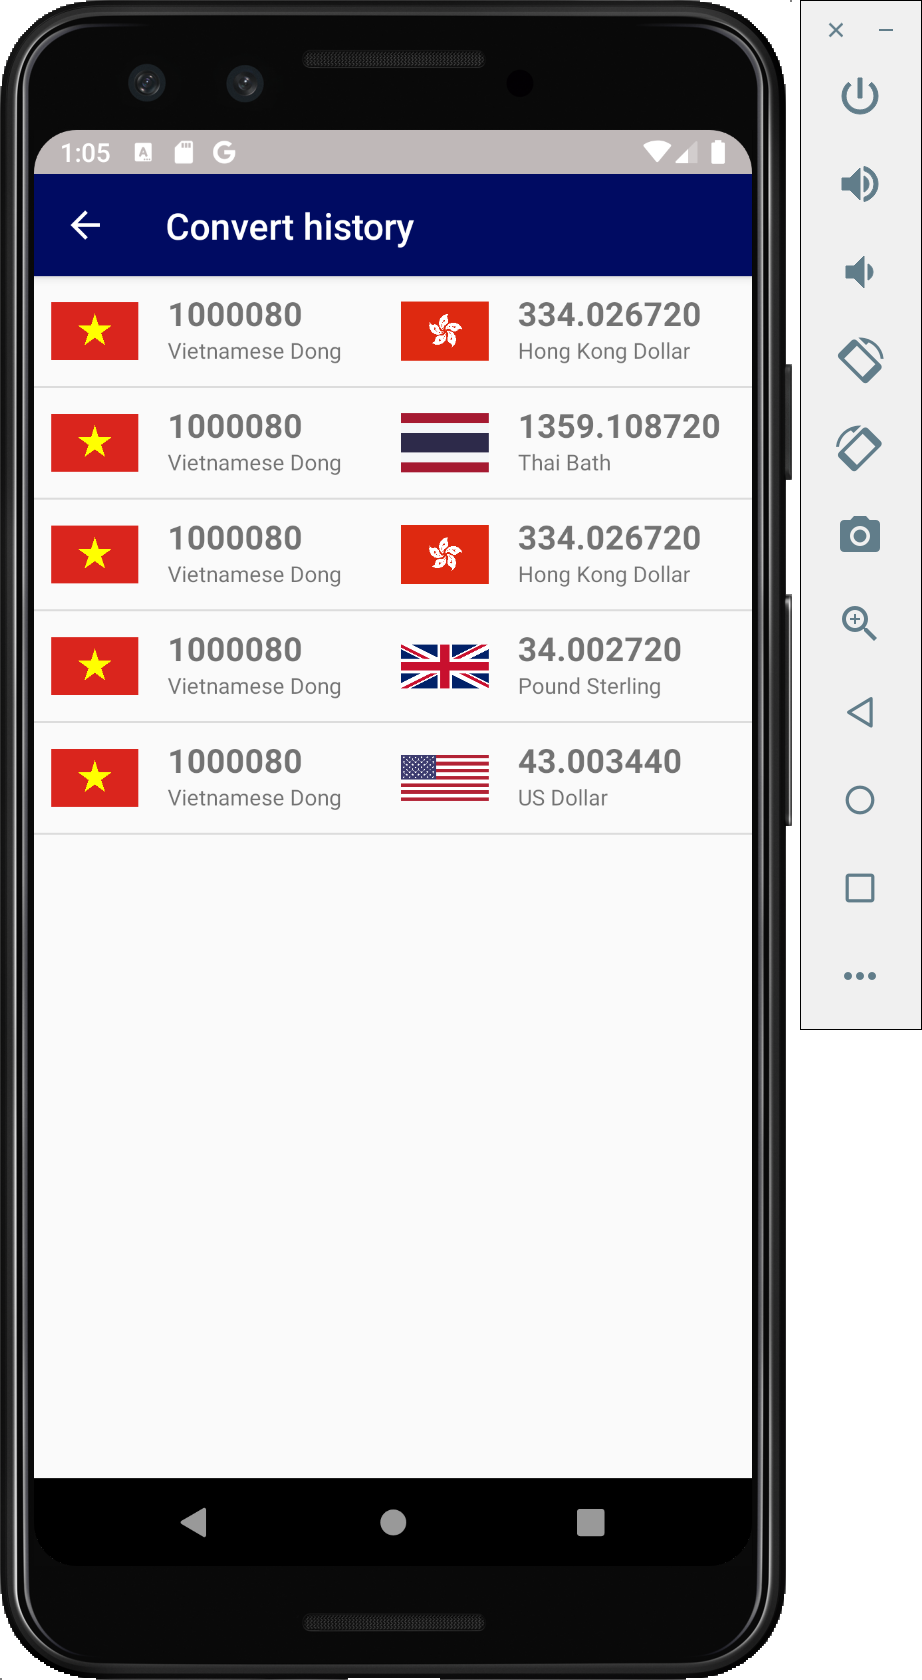 1:05
Convert history
1000080
Vietnamese Dong
334.026720
Hong Kong Dollar
1000080
Vietnamese Dong
1359.108720
Thai Bath
1000080
Vietnamese Dong
334.026720
Hong Kong Dollar
1000080
Vietnamese Dong
34.002720
Pound Sterling
1000080
Vietnamese Dong
43.003440
US Dollar